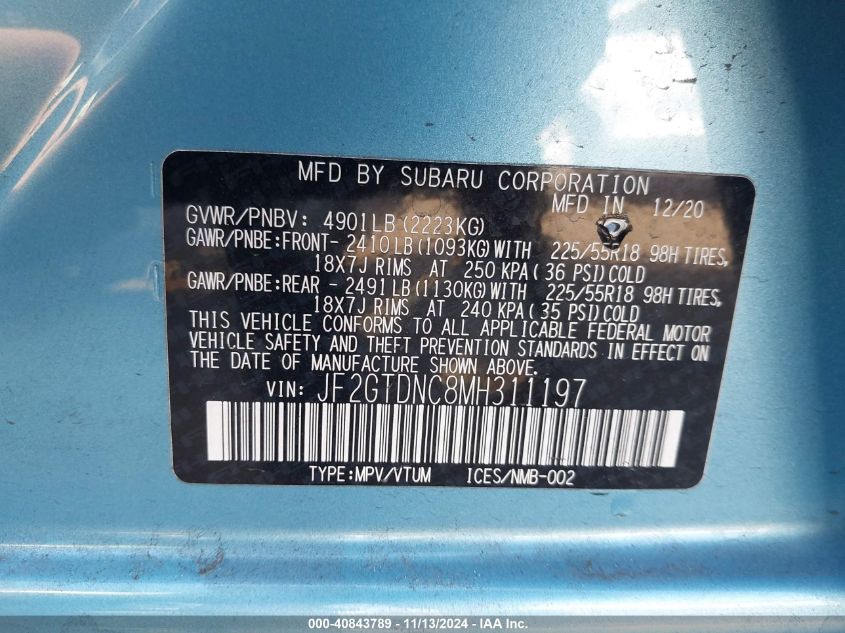 MFD BY SUBARU CORPORATION
MFD IN 12/20
GVWR/PNBV: 4901LB (2223KG)
GAWR/PNBE:FRONT- 2410LB (1093KG) WITH 225/55R18 98H TIRES,
18X7J RIMS AT 250 KPA ( 36 PSI) COLD
GAWR/PNBE:REAR - 2491LB (1130KG) WITH 225/55R18 98H TIRES,
18X7J RIMS AT 240 KPA ( 35 PSI) COLD
THIS VEHICLE CONFORMS TO ALL APPLICABLE FEDERAL MOTOR
VEHICLE SAFETY AND THEFT PREVENTION STANDARDS IN EFFECT ON
THE DATE OF MANUFACTURE SHOWN ABOVE.
VIN: JF2GTDNC8MH311197
TYPE:MPV/VTUM ICES/NMB-002
000-40843789 - 11/13/2024 - IAA Inc.